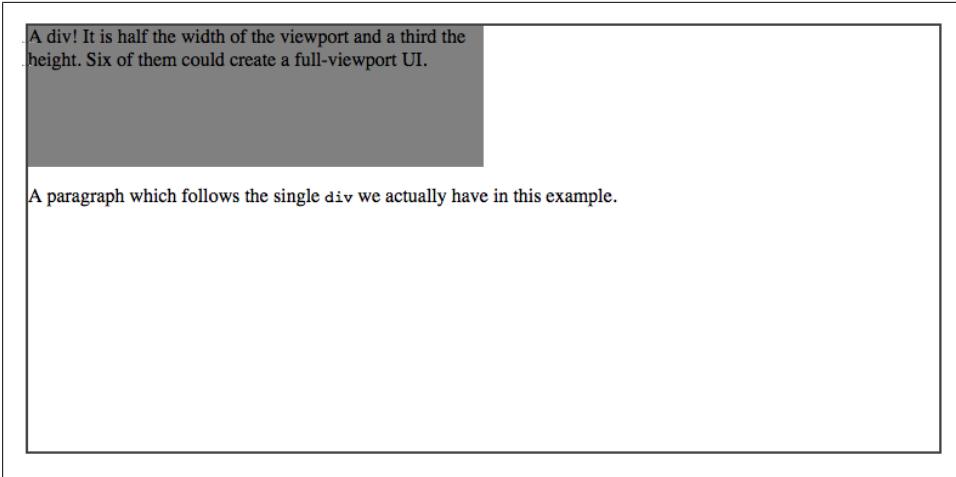 A div! It is half the width of the viewport and a third the
height. Six of them could create a full-viewport UI.
A paragraph which follows the single div we actually have in this example.